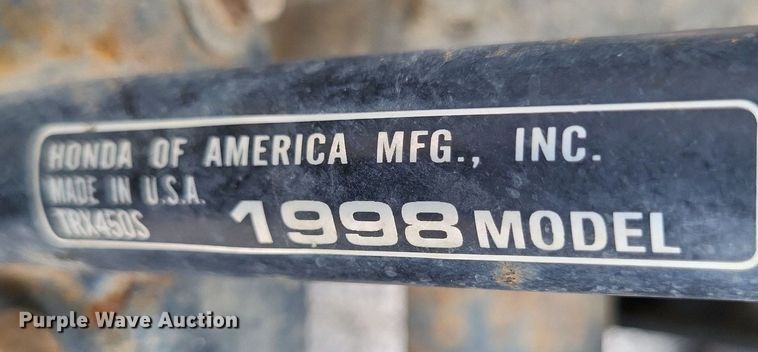 HONDA OF AMERICA MFG., INC.
MADE IN U.S.A.
TRX450S 1998 MODEL
Purple Wave Auction